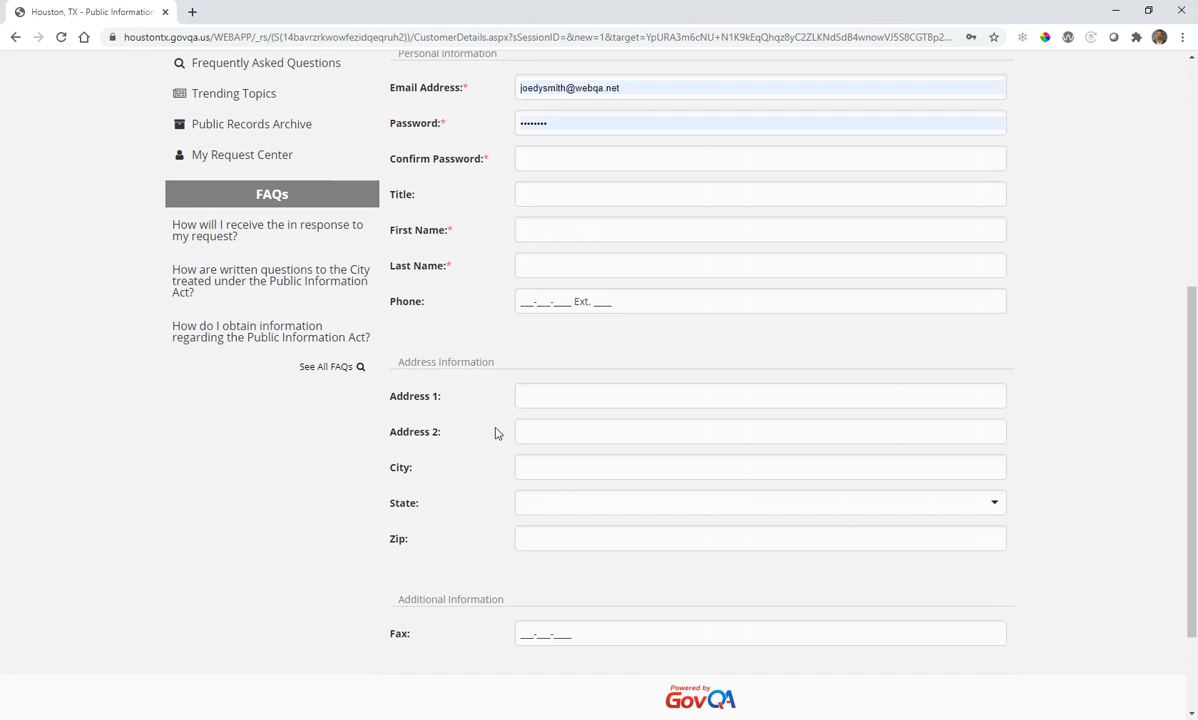 Houston, TX - Public Information
houstontx.govqa.us/WEBAPP/_rs/(S(14bavrzrkwowfezidqeqruh2))/CustomerDetails.aspx?sSessionID=&new=1&target=YpURA3m6cNU+N1K9kEqQhqz8yC2ZLKNdSdB4wnowVJ5S8CGTBp2...
Frequently Asked Questions
Trending Topics
Public Records Archive
My Request Center
FAQs
How will I receive the in response to
my request?
How are written questions to the City
treated under the Public Information
Act?
How do I obtain information
regarding the Public Information Act?
See All FAQs
Personal Information
Email Address:*
joedysmith@webqa.net
Password:*
••••••••
Confirm Password:*
Title:
First Name:*
Last Name:*
Phone:
___-___-____ Ext. ____
Address Information
Address 1:
Address 2:
City:
State:
Zip:
Additional Information
Fax:
___-___-____
Powered by
GovQA